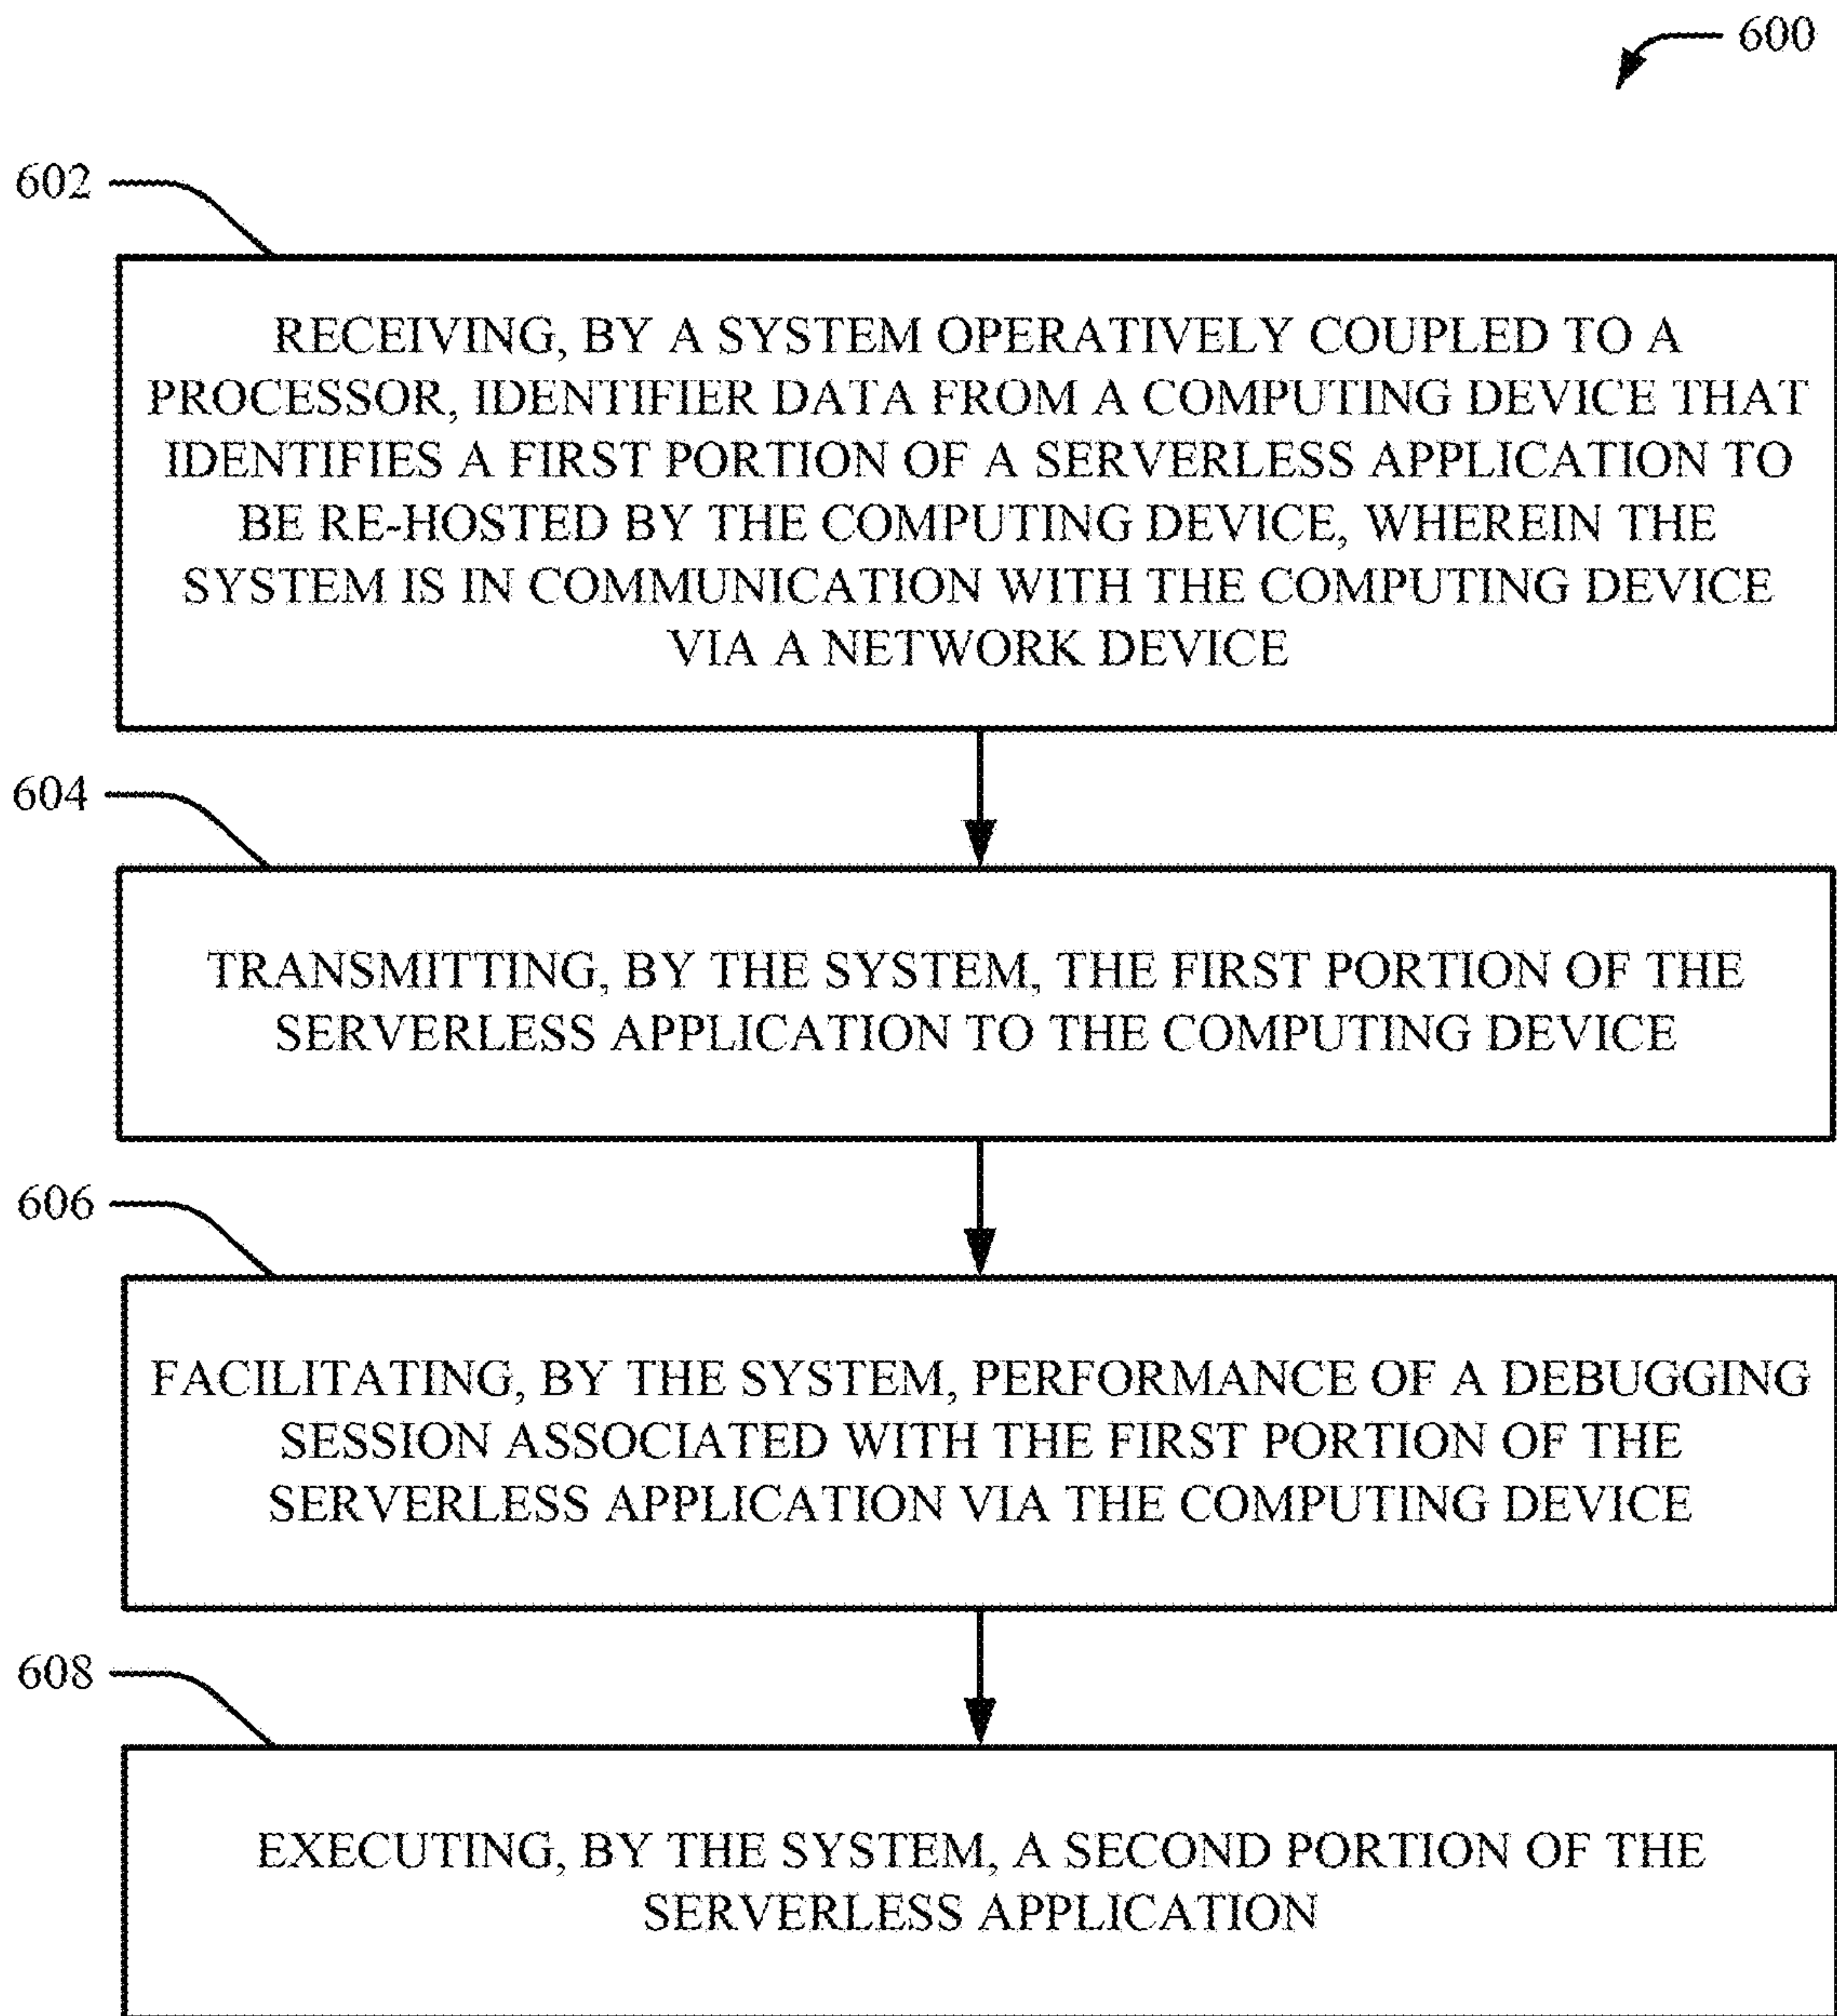 600
602
RECEIVING, BY A SYSTEM OPERATIVELY COUPLED TO A
PROCESSOR, IDENTIFIER DATA FROM A COMPUTING DEVICE THAT
IDENTIFIES A FIRST PORTION OF A SERVERLESS APPLICATION TO
BE RE-HOSTED BY THE COMPUTING DEVICE, WHEREIN THE
SYSTEM IS IN COMMUNICATION WITH THE COMPUTING DEVICE
VIA A NETWORK DEVICE
604
TRANSMITTING, BY THE SYSTEM, THE FIRST PORTION OF THE
SERVERLESS APPLICATION TO THE COMPUTING DEVICE
606
FACILITATING, BY THE SYSTEM, PERFORMANCE OF A DEBUGGING
SESSION ASSOCIATED WITH THE FIRST PORTION OF THE
SERVERLESS APPLICATION VIA THE COMPUTING DEVICE
608
EXECUTING, BY THE SYSTEM, A SECOND PORTION OF THE
SERVERLESS APPLICATION